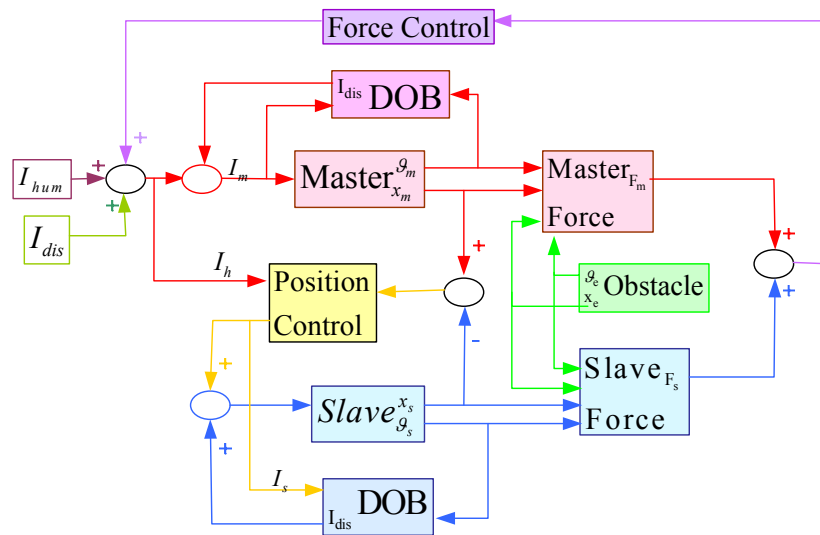 Force Control
I_dis DOB
+
I_hum
+
I_m
Master ϑ_m x_m
Master F_m
Force
+
I_dis
+
I_h
Position
Control
+
ϑ_e x_e Obstacle
+
-
+
Slave x_s ϑ_s
Slave F_s
Force
+
I_s
I_dis DOB